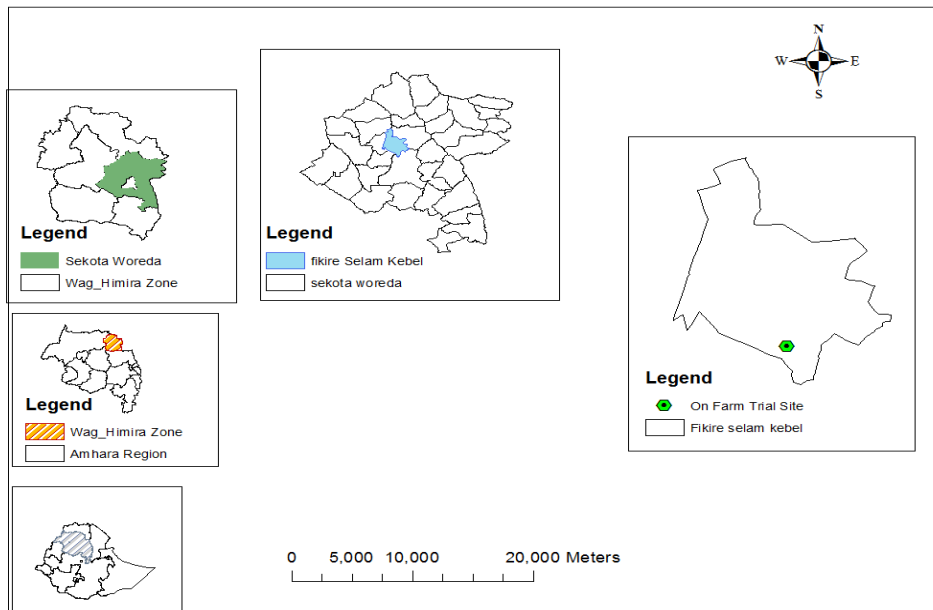 N
W E
S
Legend
Sekota Woreda
Wag_Himira Zone
Legend
fikire Selam Kebel
sekota woreda
Legend
On Farm Trial Site
Fikire selam kebel
Legend
Wag_Himira Zone
Amhara Region
0 5,000 10,000 20,000 Meters